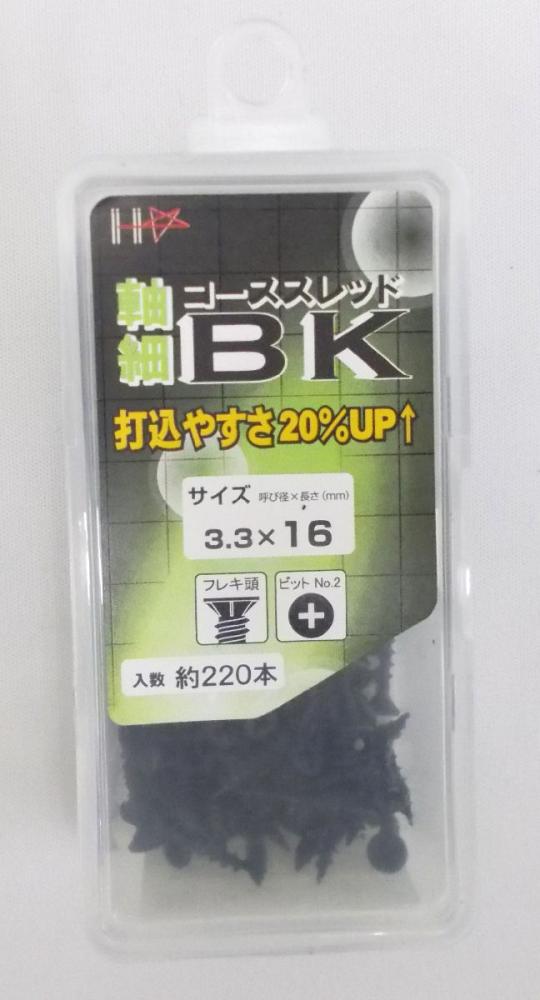 軸細
コーススレッド
BK
打込やすさ20%UP↑
サイズ 呼び径×長さ(mm)
3.3×16
フレキ頭
ビット No.2
入数 約220本